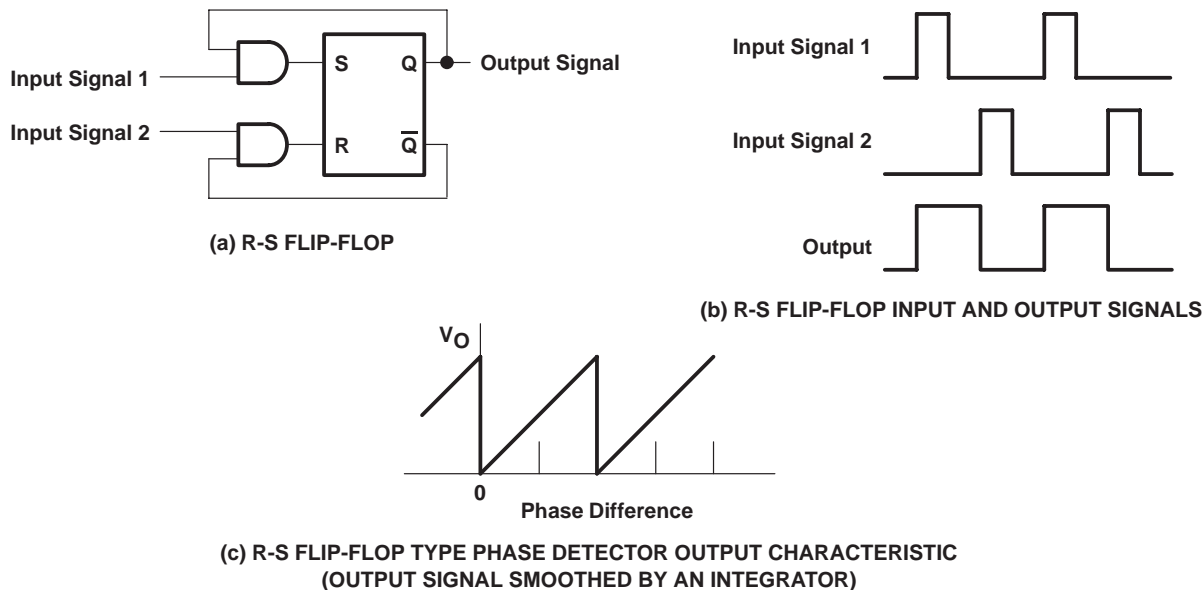 Input Signal 1
Input Signal 2
S
Q
R
Q̅
Output Signal
(a) R-S FLIP-FLOP
Input Signal 1
Input Signal 2
Output
(b) R-S FLIP-FLOP INPUT AND OUTPUT SIGNALS
VO
0
Phase Difference
(c) R-S FLIP-FLOP TYPE PHASE DETECTOR OUTPUT CHARACTERISTIC
(OUTPUT SIGNAL SMOOTHED BY AN INTEGRATOR)